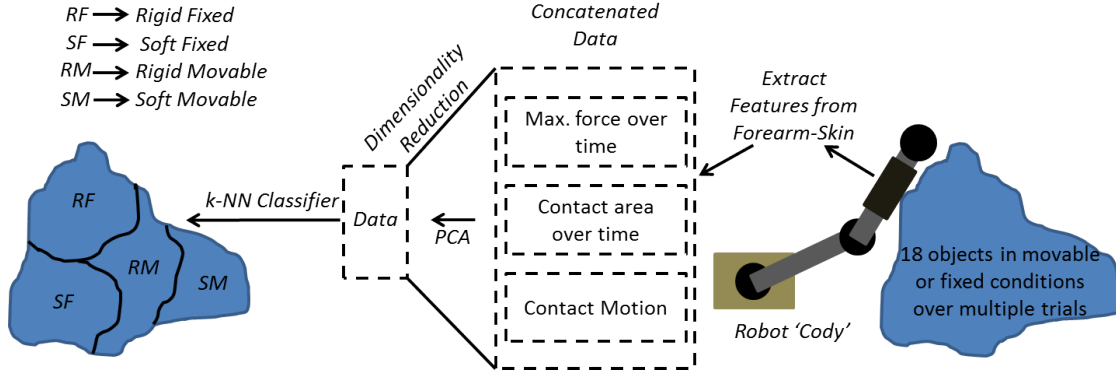 RF → Rigid Fixed
SF → Soft Fixed
RM → Rigid Movable
SM → Soft Movable
RF
SF
RM
SM
k-NN Classifier
Data
Dimensionality
Reduction
PCA
Concatenated
Data
Max. force over
time
Contact area
over time
Contact Motion
Extract
Features from
Forearm-Skin
Robot ‘Cody’
18 objects in movable
or fixed conditions
over multiple trials